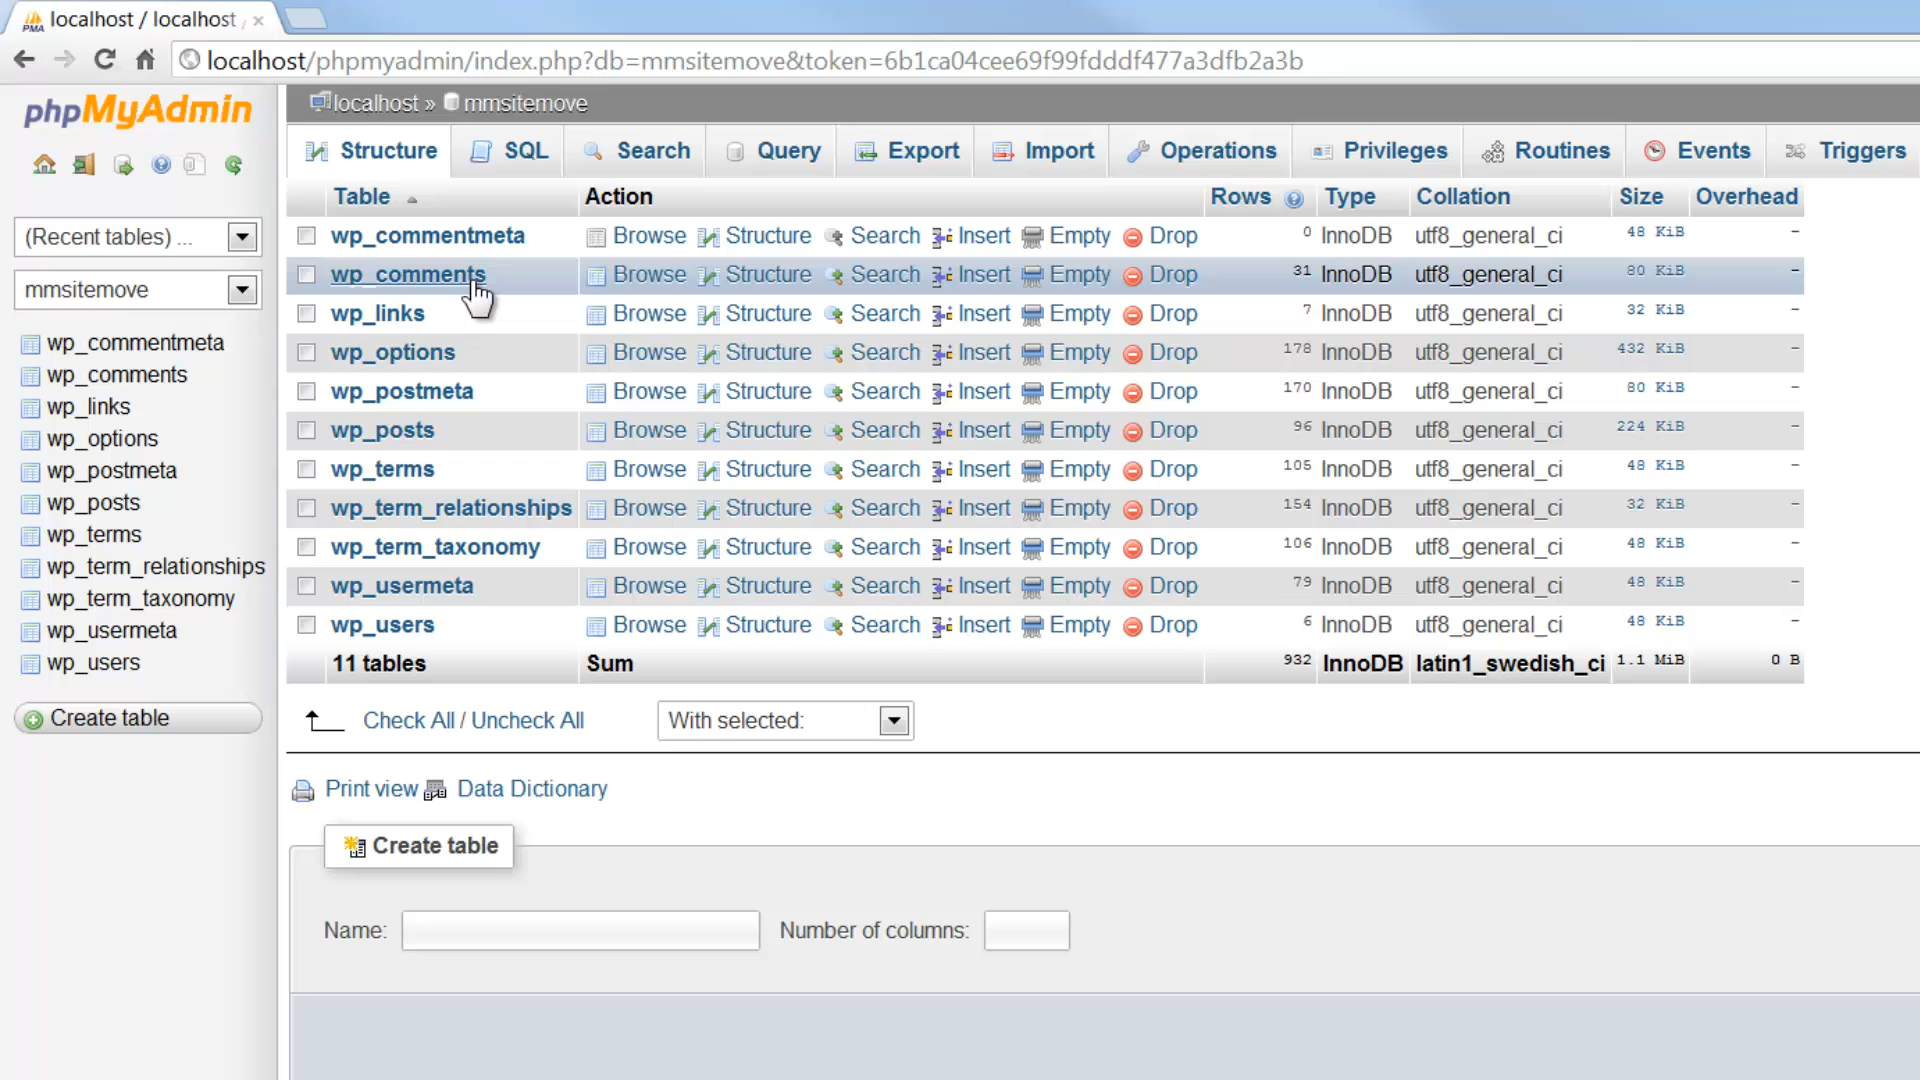 localhost / localhost /
localhost/phpmyadmin/index.php?db=mmsitemove&token=6b1ca04cee69f99fdddf477a3dfb2a3b
phpMyAdmin
(Recent tables) ...
mmsitemove
wp_commentmeta
wp_comments
wp_links
wp_options
wp_postmeta
wp_posts
wp_terms
wp_term_relationships
wp_term_taxonomy
wp_usermeta
wp_users
Create table
localhost » mmsitemove
Structure SQL Search Query Export Import Operations Privileges Routines Events Triggers
Table Action Rows Type Collation Size Overhead
wp_commentmeta Browse Structure Search Insert Empty Drop 0 InnoDB utf8_general_ci 48 KiB -
wp_comments Browse Structure Search Insert Empty Drop 31 InnoDB utf8_general_ci 80 KiB -
wp_links Browse Structure Search Insert Empty Drop 7 InnoDB utf8_general_ci 32 KiB -
wp_options Browse Structure Search Insert Empty Drop 178 InnoDB utf8_general_ci 432 KiB -
wp_postmeta Browse Structure Search Insert Empty Drop 170 InnoDB utf8_general_ci 80 KiB -
wp_posts Browse Structure Search Insert Empty Drop 96 InnoDB utf8_general_ci 224 KiB -
wp_terms Browse Structure Search Insert Empty Drop 105 InnoDB utf8_general_ci 48 KiB -
wp_term_relationships Browse Structure Search Insert Empty Drop 154 InnoDB utf8_general_ci 32 KiB -
wp_term_taxonomy Browse Structure Search Insert Empty Drop 106 InnoDB utf8_general_ci 48 KiB -
wp_usermeta Browse Structure Search Insert Empty Drop 79 InnoDB utf8_general_ci 48 KiB -
wp_users Browse Structure Search Insert Empty Drop 6 InnoDB utf8_general_ci 48 KiB -
11 tables Sum 932 InnoDB latin1_swedish_ci 1.1 MiB 0 B
Check All / Uncheck All With selected:
Print view Data Dictionary
Create table
Name: Number of columns: